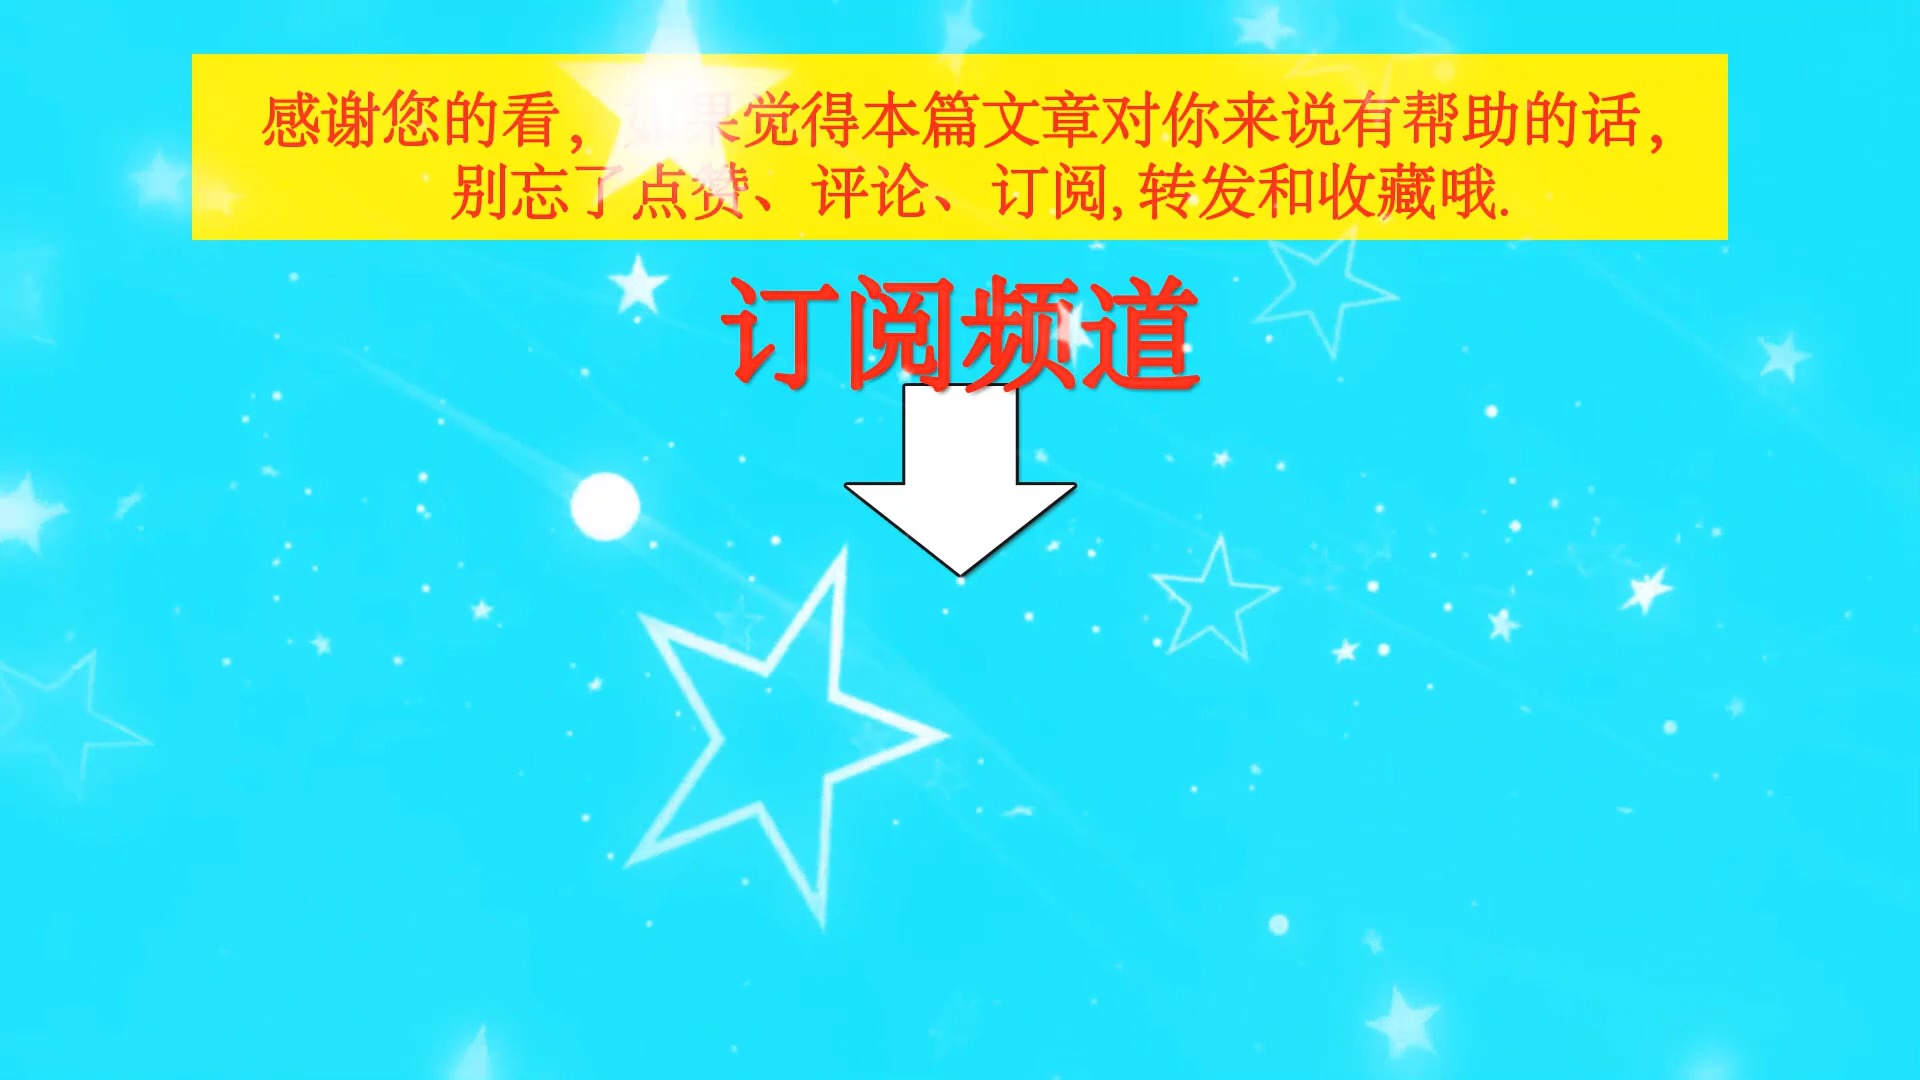 感谢您的看，如果觉得本篇文章对你来说有帮助的话，
别忘了点赞、评论、订阅,转发和收藏哦.
订阅频道